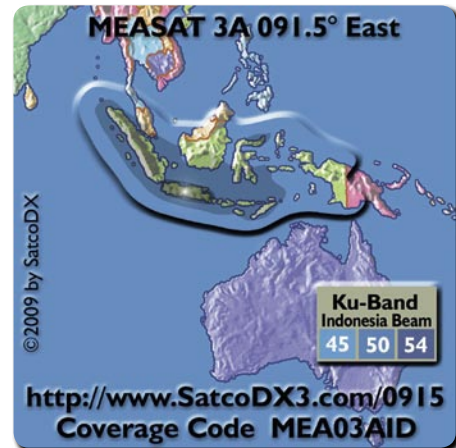 MEASAT 3A 091.5° East
©2009 by SatcoDX
Ku-Band
Indonesia Beam
45 50 54
http://www.SatcoDX3.com/0915
Coverage Code MEA03AID